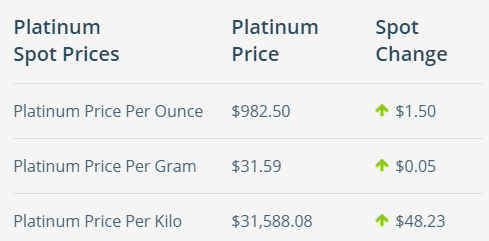 Platinum
Spot Prices
Platinum
Price
Spot
Change
Platinum Price Per Ounce $982.50 $1.50
Platinum Price Per Gram $31.59 $0.05
Platinum Price Per Kilo $31,588.08 $48.23